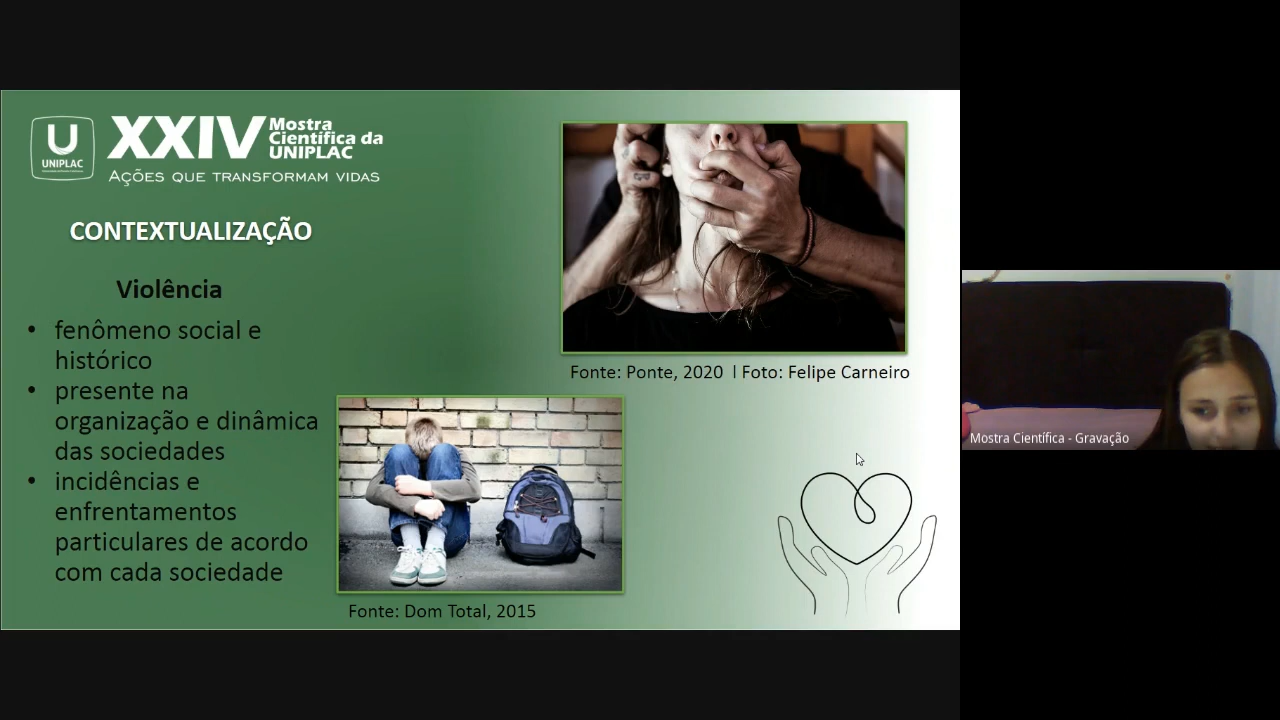 U
UNIPLAC
XXIV
Mostra
Científica da
UNIPLAC
AÇÕES QUE TRANSFORMAM VIDAS
CONTEXTUALIZAÇÃO
Violência
• fenômeno social e
histórico
• presente na
organização e dinâmica
das sociedades
• incidências e
enfrentamentos
particulares de acordo
com cada sociedade
Fonte: Ponte, 2020 l Foto: Felipe Carneiro
Fonte: Dom Total, 2015
Mostra Científica - Gravação